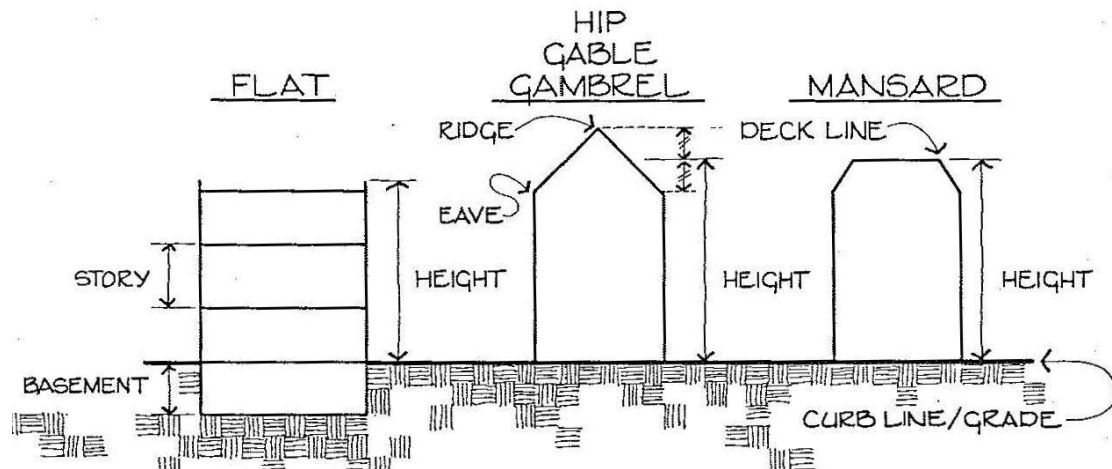 FLAT
HIP
GABLE
GAMBREL
MANSARD
RIDGE
DECK LINE
EAVE
STORY
HEIGHT
HEIGHT
HEIGHT
BASEMENT
CURB LINE/GRADE